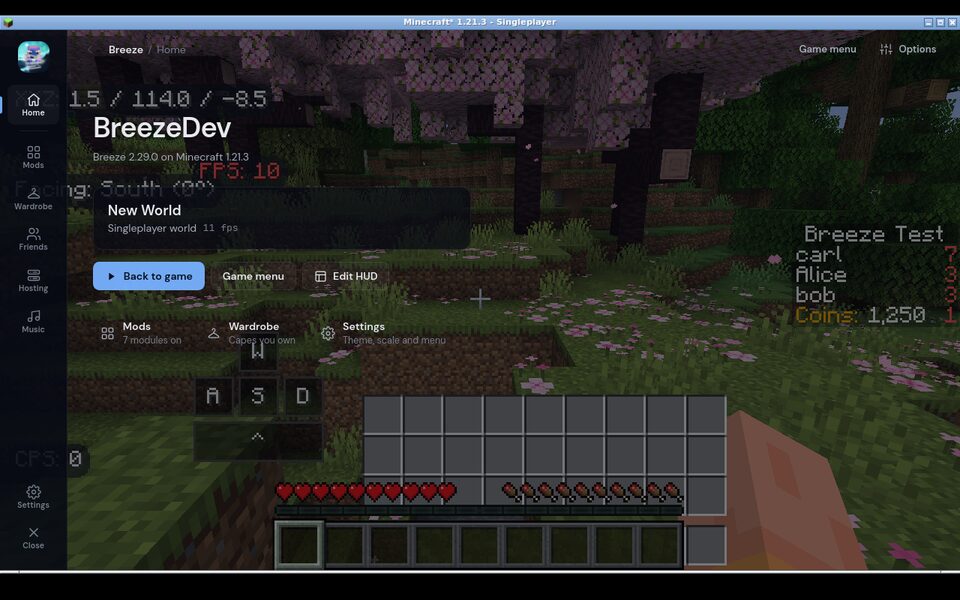 Minecraft* 1.21.3 - Singleplayer
Breeze / Home
Game menu
Options
1.5 / 114.0 / -8.5
Home
BreezeDev
Breeze 2.29.0 on Minecraft 1.21.3
FPS: 10
Mods
Facing: South (0°)
Wardrobe
New World
Singleplayer world 11 fps
Friends
Breeze Test
carl 7
Alice 3
bob 3
Coins: 1,250 1
Back to game
Game menu
Edit HUD
Hosting
Music
Mods
7 modules on
Wardrobe
Capes you own
Settings
Theme, scale and menu
W
A S D
^
CPS: 0
Settings
Close